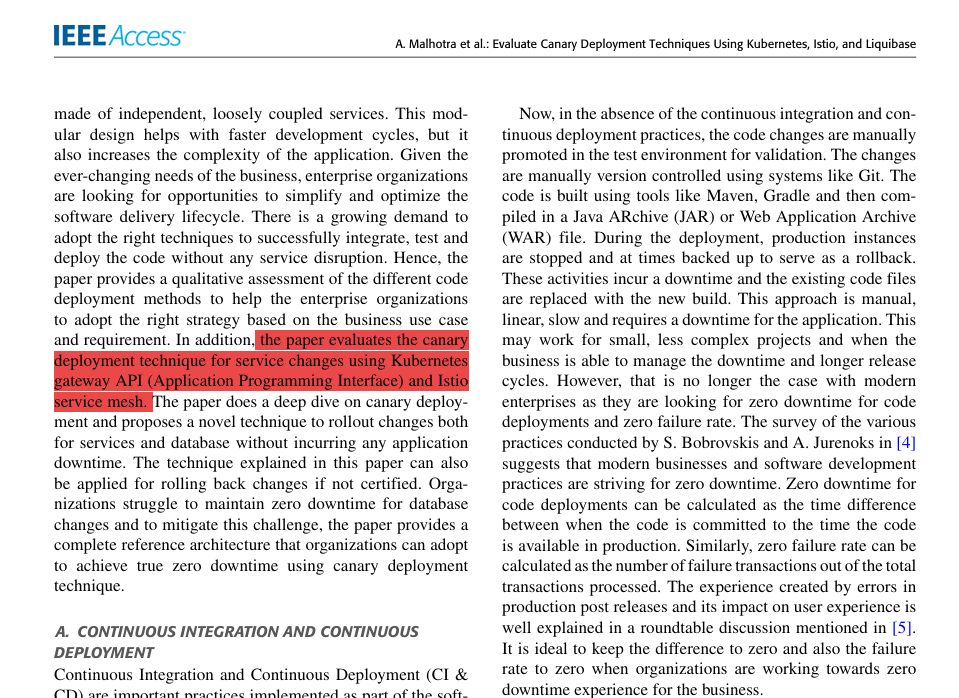 IEEE Access
A. Malhotra et al.: Evaluate Canary Deployment Techniques Using Kubernetes, Istio, and Liquibase
made of independent, loosely coupled services. This mod-
ular design helps with faster development cycles, but it
also increases the complexity of the application. Given the
ever-changing needs of the business, enterprise organizations
are looking for opportunities to simplify and optimize the
software delivery lifecycle. There is a growing demand to
adopt the right techniques to successfully integrate, test and
deploy the code without any service disruption. Hence, the
paper provides a qualitative assessment of the different code
deployment methods to help the enterprise organizations
to adopt the right strategy based on the business use case
and requirement. In addition, the paper evaluates the canary
deployment technique for service changes using Kubernetes
gateway API (Application Programming Interface) and Istio
service mesh. The paper does a deep dive on canary deploy-
ment and proposes a novel technique to rollout changes both
for services and database without incurring any application
downtime. The technique explained in this paper can also
be applied for rolling back changes if not certified. Orga-
nizations struggle to maintain zero downtime for database
changes and to mitigate this challenge, the paper provides a
complete reference architecture that organizations can adopt
to achieve true zero downtime using canary deployment
technique.
A. CONTINUOUS INTEGRATION AND CONTINUOUS
DEPLOYMENT
Continuous Integration and Continuous Deployment (CI &
CD) are important practices implemented as part of the soft-
Now, in the absence of the continuous integration and con-
tinuous deployment practices, the code changes are manually
promoted in the test environment for validation. The changes
are manually version controlled using systems like Git. The
code is built using tools like Maven, Gradle and then com-
piled in a Java ARchive (JAR) or Web Application Archive
(WAR) file. During the deployment, production instances
are stopped and at times backed up to serve as a rollback.
These activities incur a downtime and the existing code files
are replaced with the new build. This approach is manual,
linear, slow and requires a downtime for the application. This
may work for small, less complex projects and when the
business is able to manage the downtime and longer release
cycles. However, that is no longer the case with modern
enterprises as they are looking for zero downtime for code
deployments and zero failure rate. The survey of the various
practices conducted by S. Bobrovskis and A. Jurenoks in [4]
suggests that modern businesses and software development
practices are striving for zero downtime. Zero downtime for
code deployments can be calculated as the time difference
between when the code is committed to the time the code
is available in production. Similarly, zero failure rate can be
calculated as the number of failure transactions out of the total
transactions processed. The experience created by errors in
production post releases and its impact on user experience is
well explained in a roundtable discussion mentioned in [5].
It is ideal to keep the difference to zero and also the failure
rate to zero when organizations are working towards zero
downtime experience for the business.